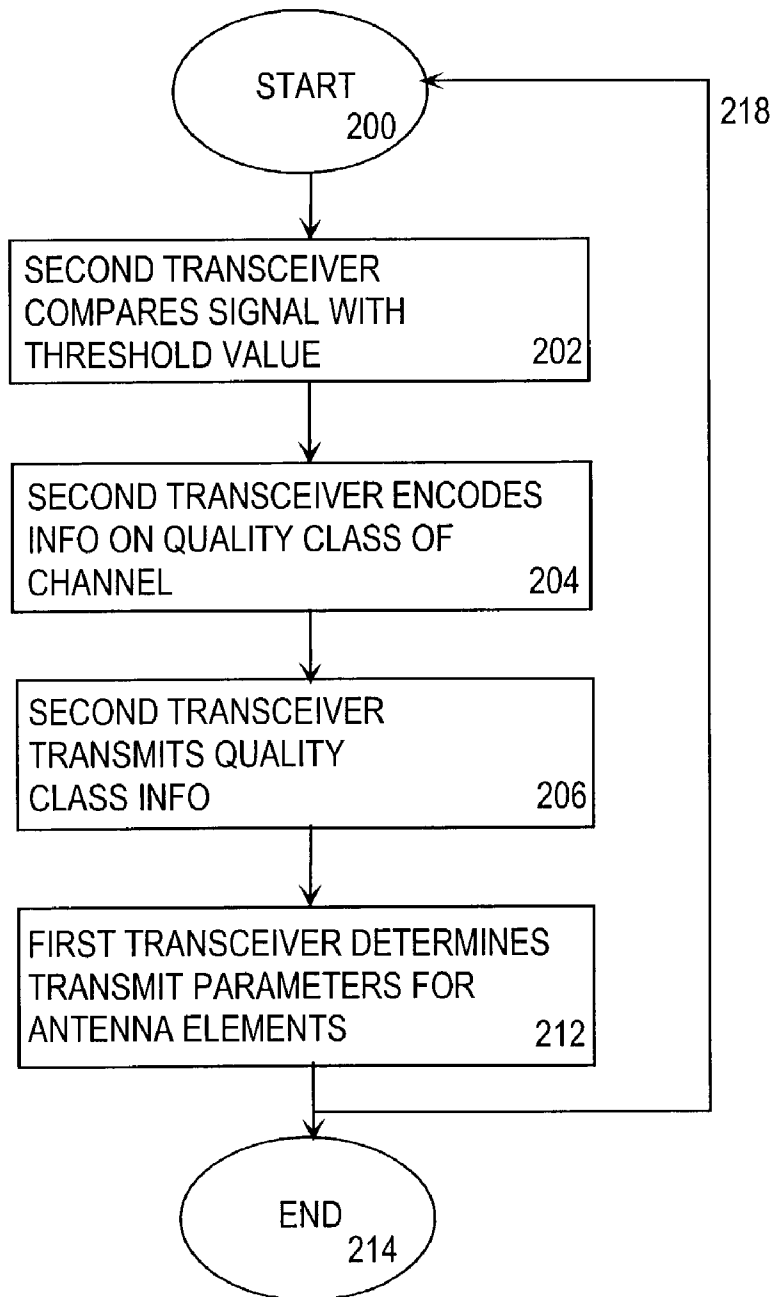 START
200
218
SECOND TRANSCEIVER
COMPARES SIGNAL WITH
THRESHOLD VALUE 202
SECOND TRANSCEIVER ENCODES
INFO ON QUALITY CLASS OF
CHANNEL 204
SECOND TRANSCEIVER
TRANSMITS QUALITY
CLASS INFO 206
FIRST TRANSCEIVER DETERMINES
TRANSMIT PARAMETERS FOR
ANTENNA ELEMENTS 212
END
214